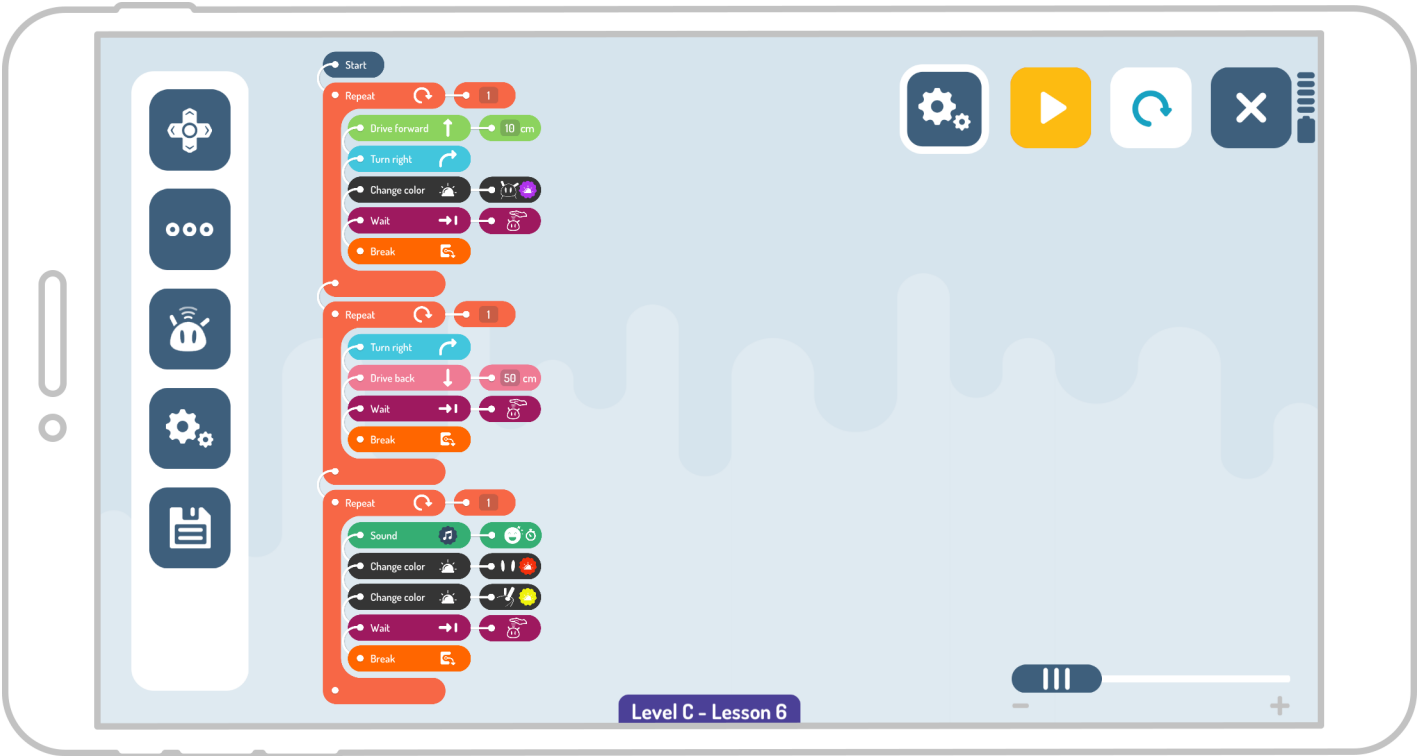 Start
Repeat 1
Drive forward 10 cm
Turn right
Change color
Wait
Break
Repeat 1
Turn right
Drive back 50 cm
Wait
Break
Repeat 1
Sound
Change color
Change color
Wait
Break
Level C - Lesson 6